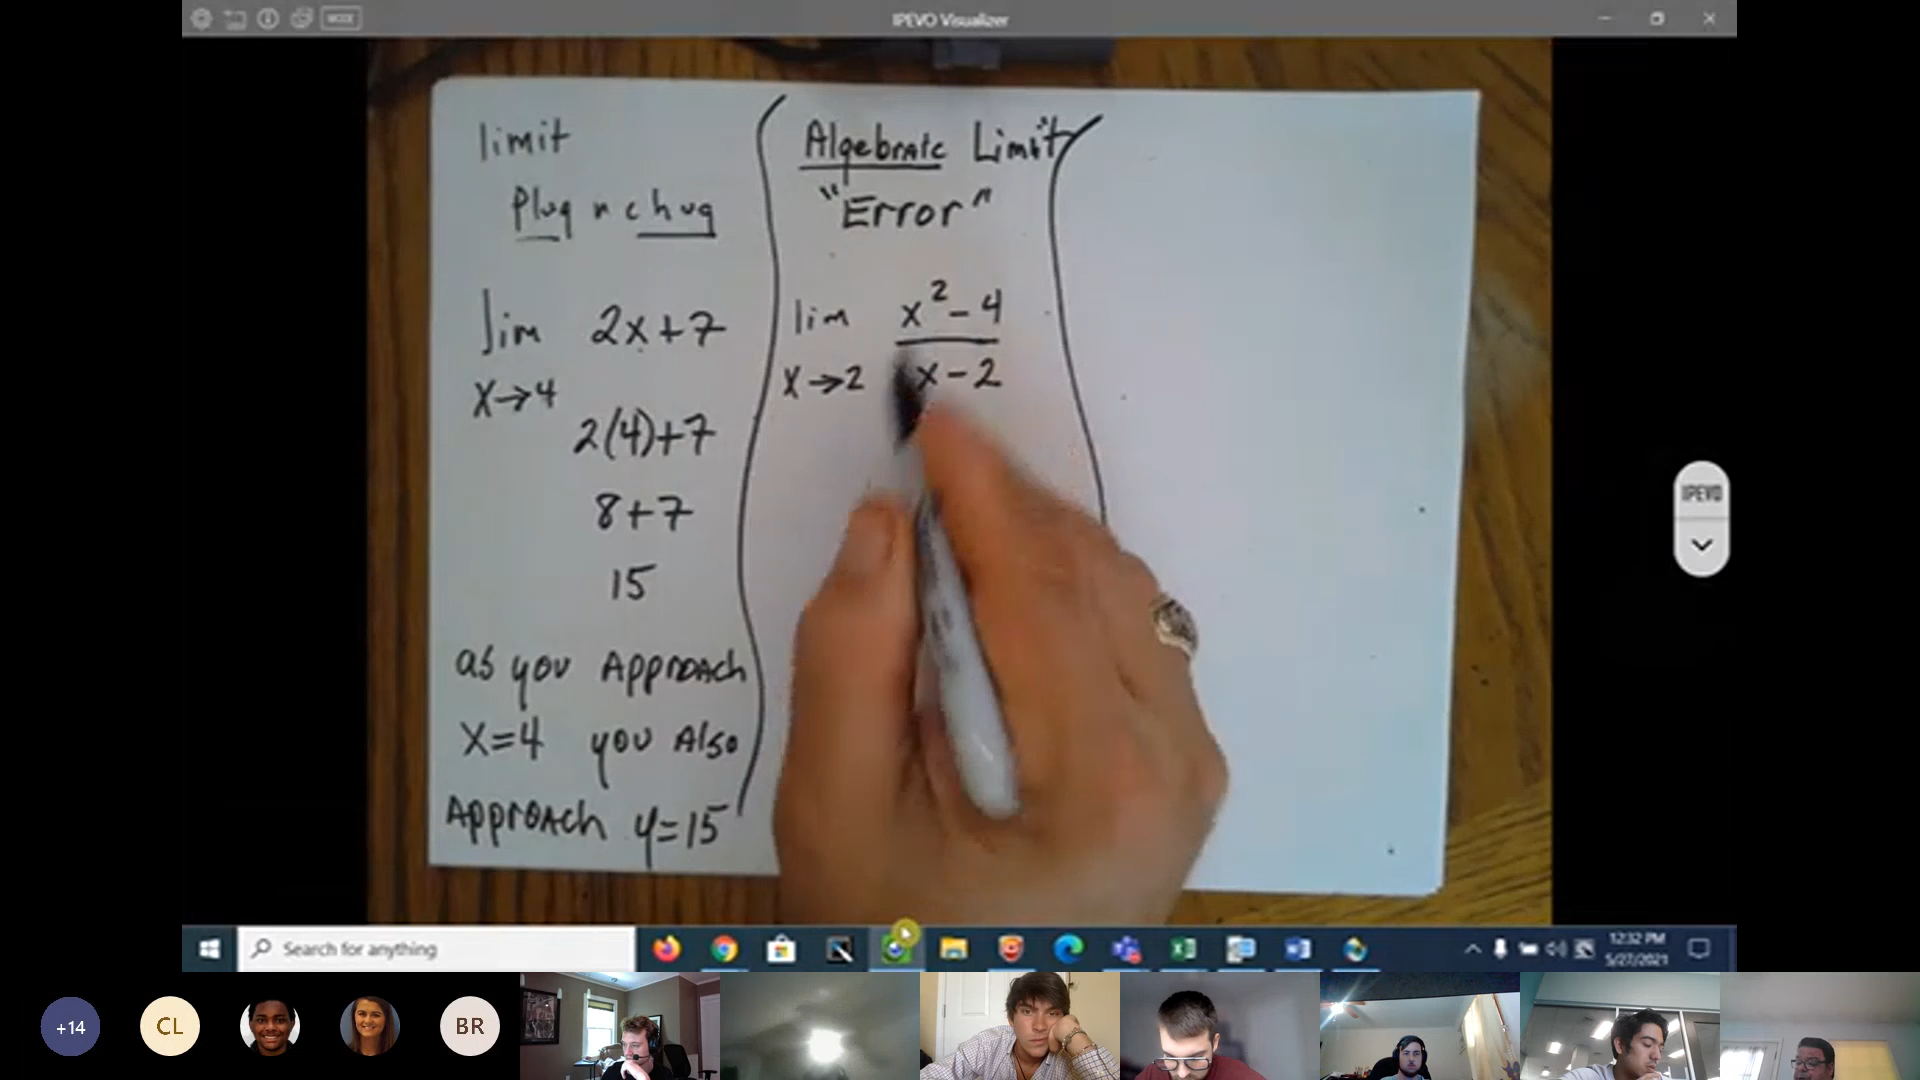 IPEVO Visualizer
MODE
limit
Plug n chug
lim 2x+7
X→4
2(4)+7
8+7
15
as you Approach
X=4 you Also
Approach y=15
Algebraic Limit
"Error"
lim x²-4
X→2 x-2
IPEVO
Search for anything
12:32 PM
5/27/2021
+14
CL
BR